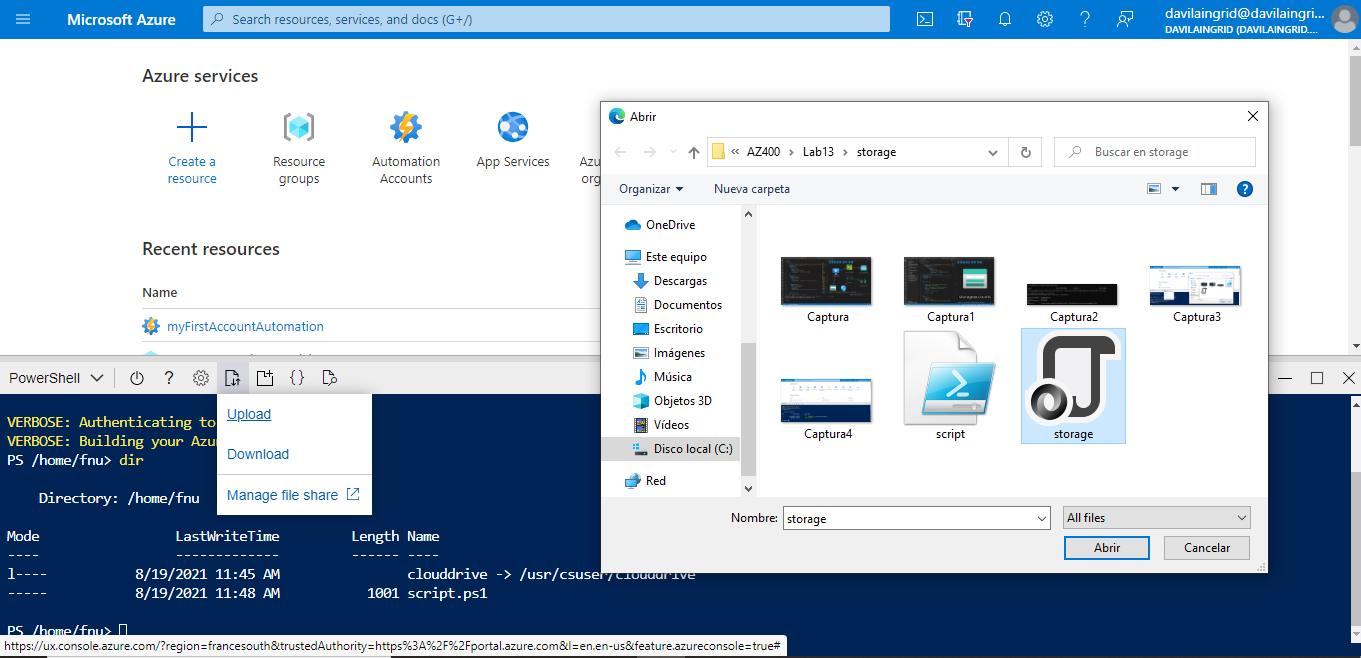 Microsoft Azure
Search resources, services, and docs (G+/)
davilaingrid@davilaingri...
DAVILAINGRID (DAVILAINGRID....
Azure services
Create a resource
Resource groups
Automation Accounts
App Services
Azu
org
Recent resources
Name
myFirstAccountAutomation
Abrir
« AZ400 › Lab13 › storage
Buscar en storage
Organizar
Nueva carpeta
OneDrive
Este equipo
Descargas
Documentos
Escritorio
Imágenes
Música
Objetos 3D
Vídeos
Disco local (C:)
Red
Captura
Captura1
Captura2
Captura3
Captura4
script
storage
Nombre: storage
All files
Abrir
Cancelar
PowerShell
Upload
Download
Manage file share
VERBOSE: Authenticating to
VERBOSE: Building your Azu
PS /home/fnu> dir
Directory: /home/fnu
Mode LastWriteTime Length Name
---- ------------- ------ ----
l---- 8/19/2021 11:45 AM clouddrive -> /usr/csuser/clouddrive
----- 8/19/2021 11:48 AM 1001 script.ps1
PS /home/fnu>
https://ux.console.azure.com/?region=francesouth&trustedAuthority=https%3A%2F%2Fportal.azure.com&l=en.en-us&feature.azureconsole=true#